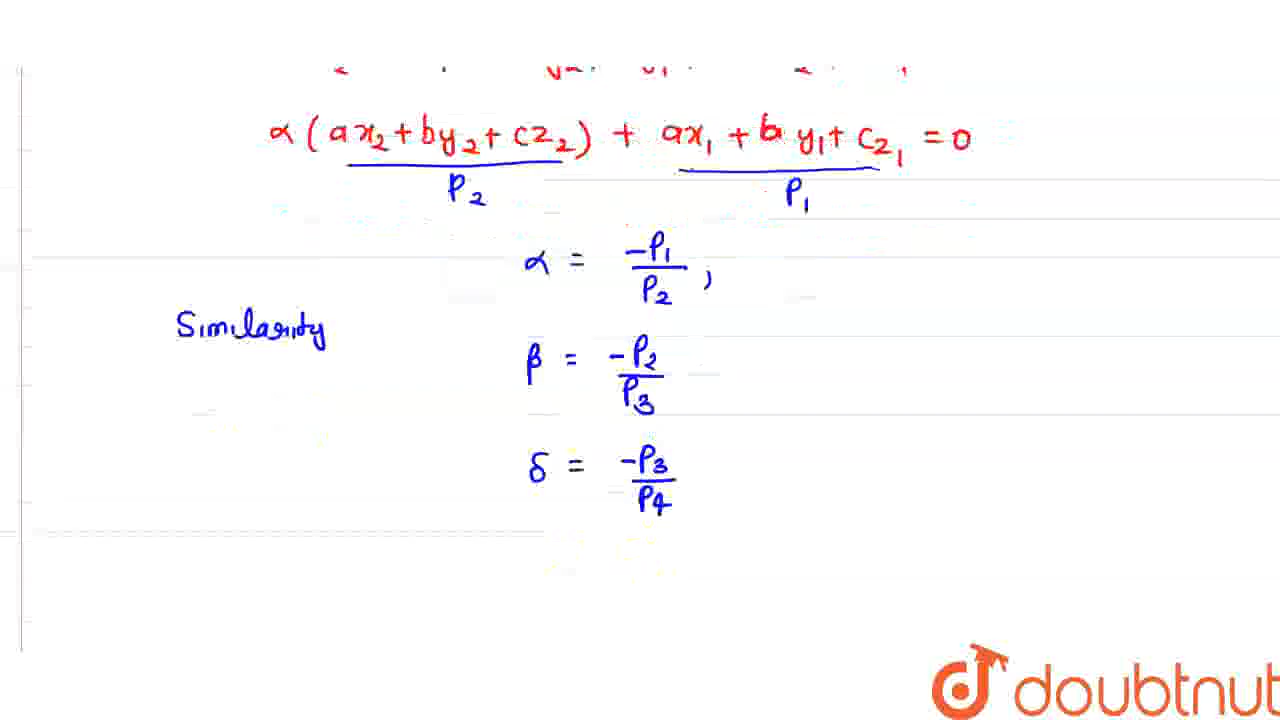 α (ax₂ + by₂ + cz₂) + ax₁ + by₁ + cz₁ = 0
P₂ P₁
α = -P₁/P₂ ,
Similarity
β = -P₂/P₃
δ = -P₃/P₄
doubtnut